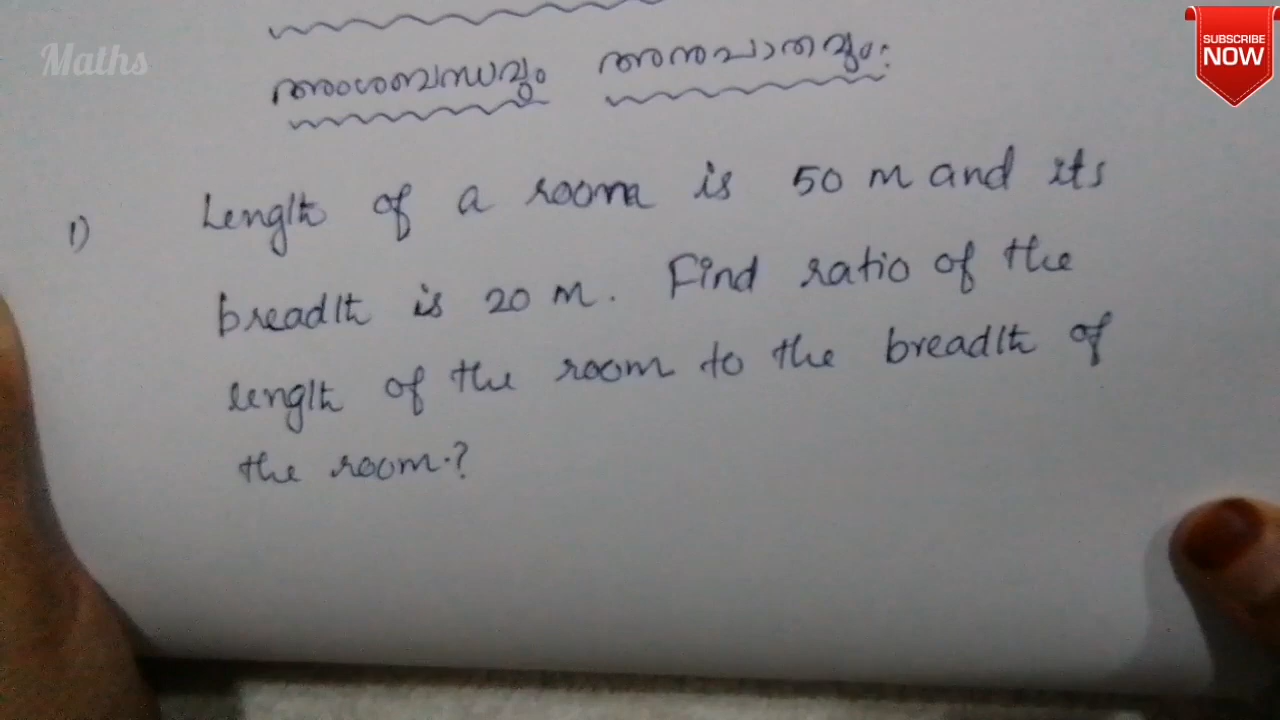 Maths
SUBSCRIBE
NOW
അംശബന്ധവും അനുപാതവും:
1) Length of a room is 50 m and its
breadth is 20 m. Find ratio of the
length of the room to the breadth of
the room.?